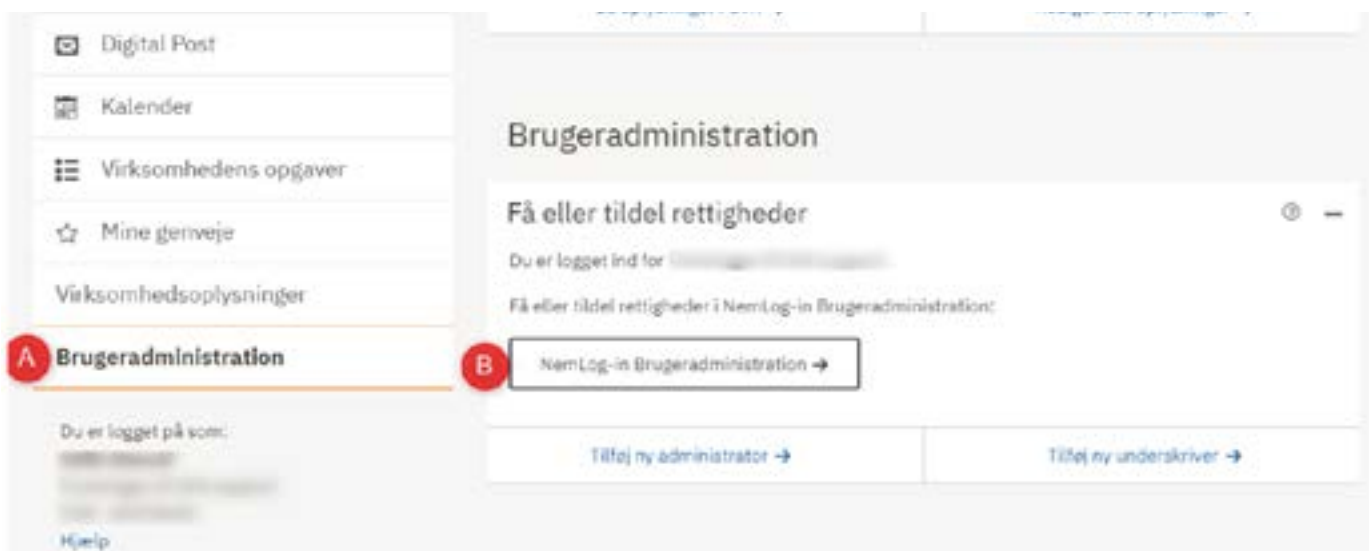 Digital Post
Kalender
Virksomhedens opgaver
Mine genveje
Virksomhedsoplysninger
A
Brugeradministration
Du er logget på som:
Hjælp
Brugeradministration
Få eller tildel rettigheder
Du er logget ind for
Få eller tildel rettigheder i NemLog-in Brugeradministration:
B
NemLog-in Brugeradministration →
Tilføj ny administrator →
Tilføj ny underskriver →